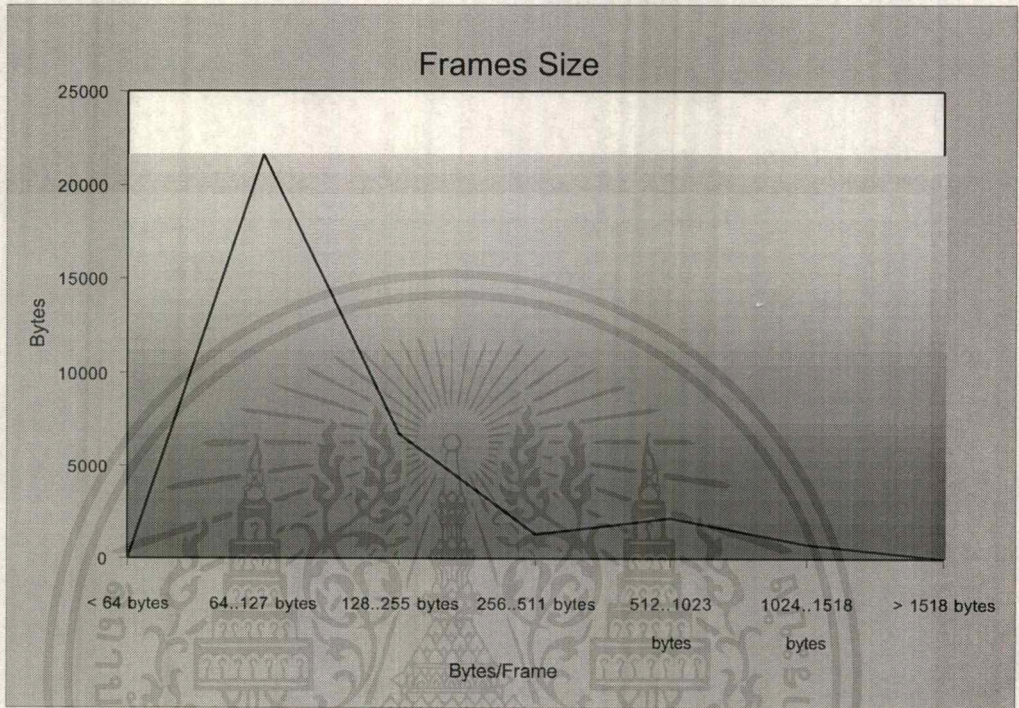 Frames Size
25000
20000
15000
10000
5000
0
Bytes
< 64 bytes 64..127 bytes 128..255 bytes 256..511 bytes 512..1023 bytes 1024..1518 bytes > 1518 bytes
Bytes/Frame